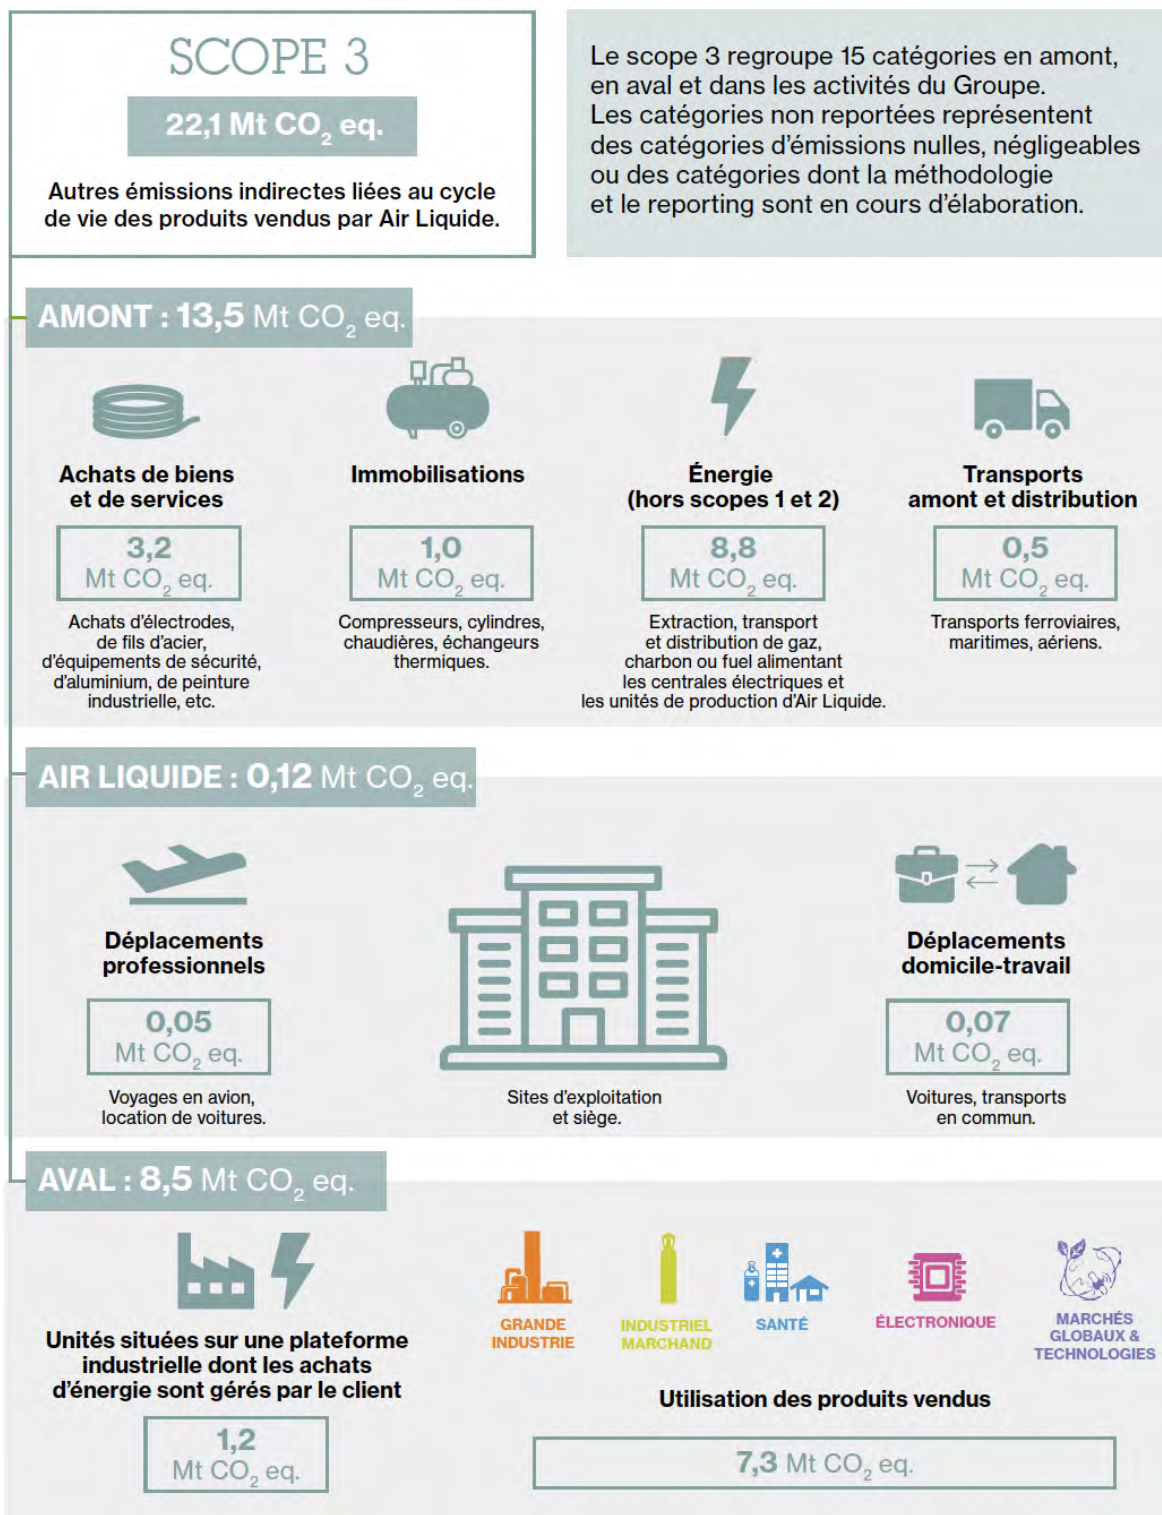 SCOPE 3
22,1 Mt CO2 eq.
Autres émissions indirectes liées au cycle
de vie des produits vendus par Air Liquide.
Le scope 3 regroupe 15 catégories en amont,
en aval et dans les activités du Groupe.
Les catégories non reportées représentent
des catégories d’émissions nulles, négligeables
ou des catégories dont la méthodologie
et le reporting sont en cours d’élaboration.
AMONT : 13,5 Mt CO2 eq.
Achats de biens
et de services
3,2
Mt CO2 eq.
Achats d’électrodes,
de fils d’acier,
d’équipements de sécurité,
d’aluminium, de peinture
industrielle, etc.
Immobilisations
1,0
Mt CO2 eq.
Compresseurs, cylindres,
chaudières, échangeurs
thermiques.
Énergie
(hors scopes 1 et 2)
8,8
Mt CO2 eq.
Extraction, transport
et distribution de gaz,
charbon ou fuel alimentant
les centrales électriques et
les unités de production d’Air Liquide.
Transports
amont et distribution
0,5
Mt CO2 eq.
Transports ferroviaires,
maritimes, aériens.
AIR LIQUIDE : 0,12 Mt CO2 eq.
Déplacements
professionnels
0,05
Mt CO2 eq.
Voyages en avion,
location de voitures.
Sites d’exploitation
et siège.
Déplacements
domicile-travail
0,07
Mt CO2 eq.
Voitures, transports
en commun.
AVAL : 8,5 Mt CO2 eq.
Unités situées sur une plateforme
industrielle dont les achats
d’énergie sont gérés par le client
1,2
Mt CO2 eq.
GRANDE
INDUSTRIE
INDUSTRIEL
MARCHAND
SANTÉ
ÉLECTRONIQUE
MARCHÉS
GLOBAUX &
TECHNOLOGIES
Utilisation des produits vendus
7,3 Mt CO2 eq.